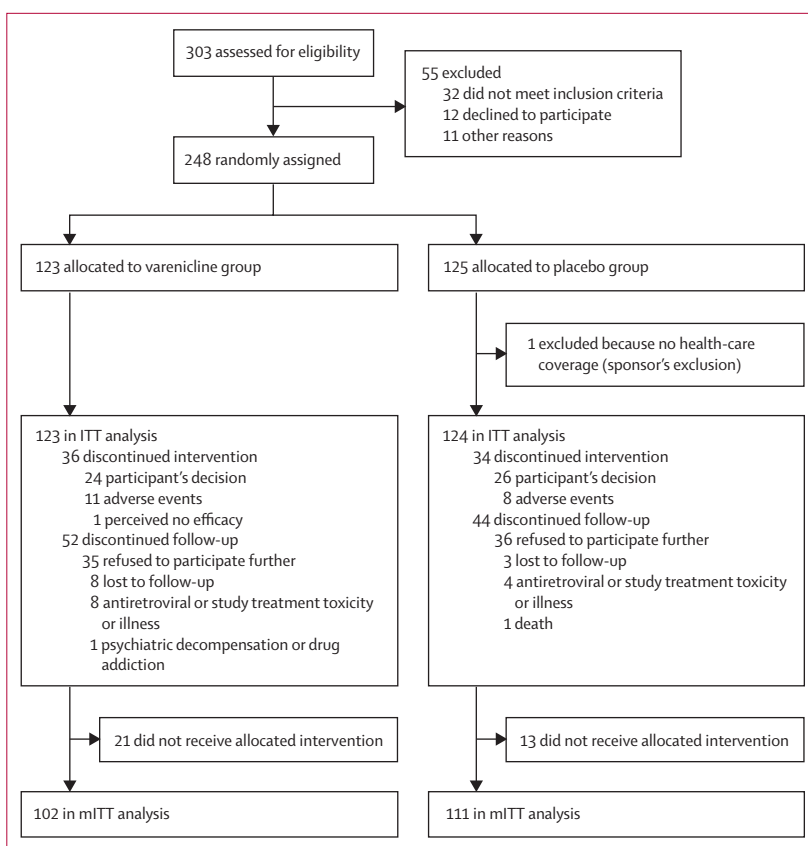 303 assessed for eligibility
55 excluded
32 did not meet inclusion criteria
12 declined to participate
11 other reasons
248 randomly assigned
123 allocated to varenicline group
125 allocated to placebo group
1 excluded because no health-care
coverage (sponsor's exclusion)
123 in ITT analysis
36 discontinued intervention
24 participant's decision
11 adverse events
1 perceived no efficacy
52 discontinued follow-up
35 refused to participate further
8 lost to follow-up
8 antiretroviral or study treatment toxicity
or illness
1 psychiatric decompensation or drug
addiction
124 in ITT analysis
34 discontinued intervention
26 participant's decision
8 adverse events
44 discontinued follow-up
36 refused to participate further
3 lost to follow-up
4 antiretroviral or study treatment toxicity
or illness
1 death
21 did not receive allocated intervention
13 did not receive allocated intervention
102 in mITT analysis
111 in mITT analysis